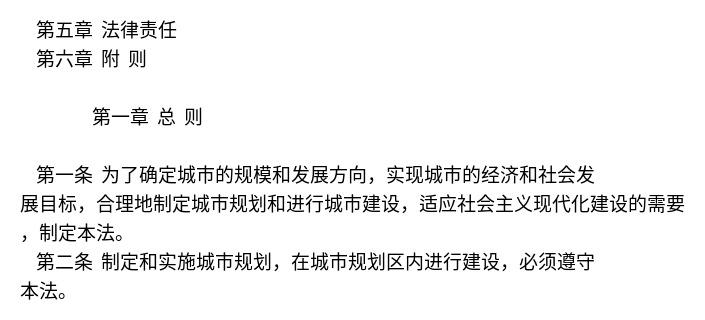 第五章 法律责任
第六章 附 则
第一章 总 则
第一条 为了确定城市的规模和发展方向，实现城市的经济和社会发
展目标，合理地制定城市规划和进行城市建设，适应社会主义现代化建设的需要
，制定本法。
第二条 制定和实施城市规划，在城市规划区内进行建设，必须遵守
本法。